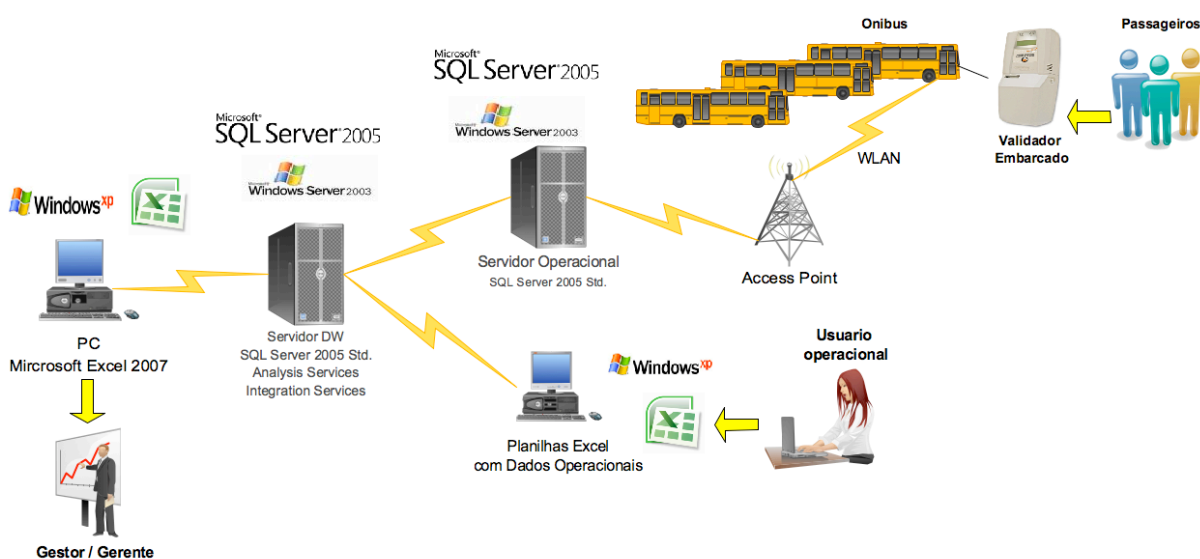 Onibus
Passageiros
Microsoft®
SQL Server®2005
Windows Server 2003
Microsoft®
SQL Server®2005
Windows Server 2003
Validador
Embarcado
WLAN
Windows xp
Servidor Operacional
SQL Server 2005 Std.
Access Point
PC
Mircrosoft Excel 2007
Servidor DW
SQL Server 2005 Std.
Analysis Services
Integration Services
Usuario
operacional
Windows xp
Planilhas Excel
com Dados Operacionais
Gestor / Gerente